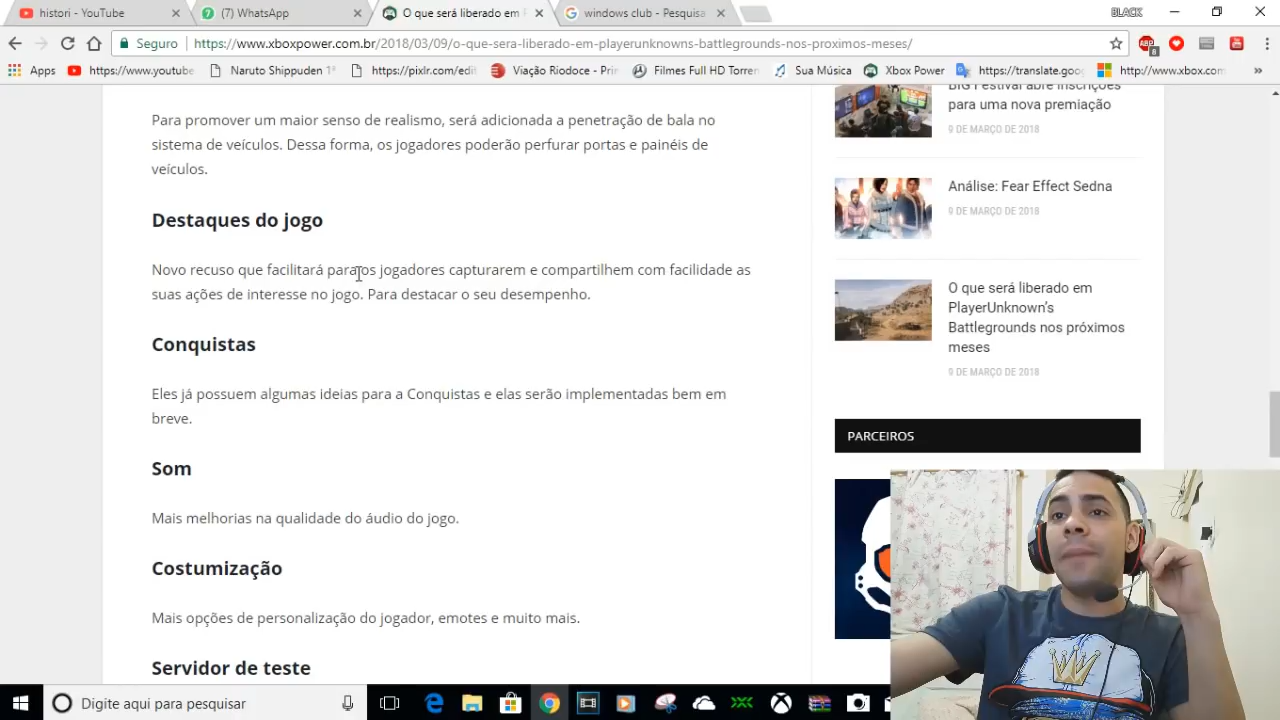 histori - YouTube
(7) WhatsApp
O que será liberado em
windows club - Pesquisa
BLACK
Seguro
https://www.xboxpower.com.br/2018/03/09/o-que-sera-liberado-em-playerunknowns-battlegrounds-nos-proximos-meses/
ABP
8
Apps
https://www.youtube
Naruto Shippuden 1ª
https://pixlr.com/edit
Viação Riodoce - Prin
Filmes Full HD Torren
Sua Música
Xbox Power
https://translate.goog
http://www.xbox.com
Para promover um maior senso de realismo, será adicionada a penetração de bala no
sistema de veículos. Dessa forma, os jogadores poderão perfurar portas e painéis de
veículos.
Destaques do jogo
Novo recuso que facilitará para os jogadores capturarem e compartilhem com facilidade as
suas ações de interesse no jogo. Para destacar o seu desempenho.
Conquistas
Eles já possuem algumas ideias para a Conquistas e elas serão implementadas bem em
breve.
Som
Mais melhorias na qualidade do áudio do jogo.
Costumização
Mais opções de personalização do jogador, emotes e muito mais.
Servidor de teste
BIG Festival abre inscrições
para uma nova premiação
9 DE MARÇO DE 2018
Análise: Fear Effect Sedna
9 DE MARÇO DE 2018
O que será liberado em
PlayerUnknown's
Battlegrounds nos próximos
meses
9 DE MARÇO DE 2018
PARCEIROS
Digite aqui para pesquisar